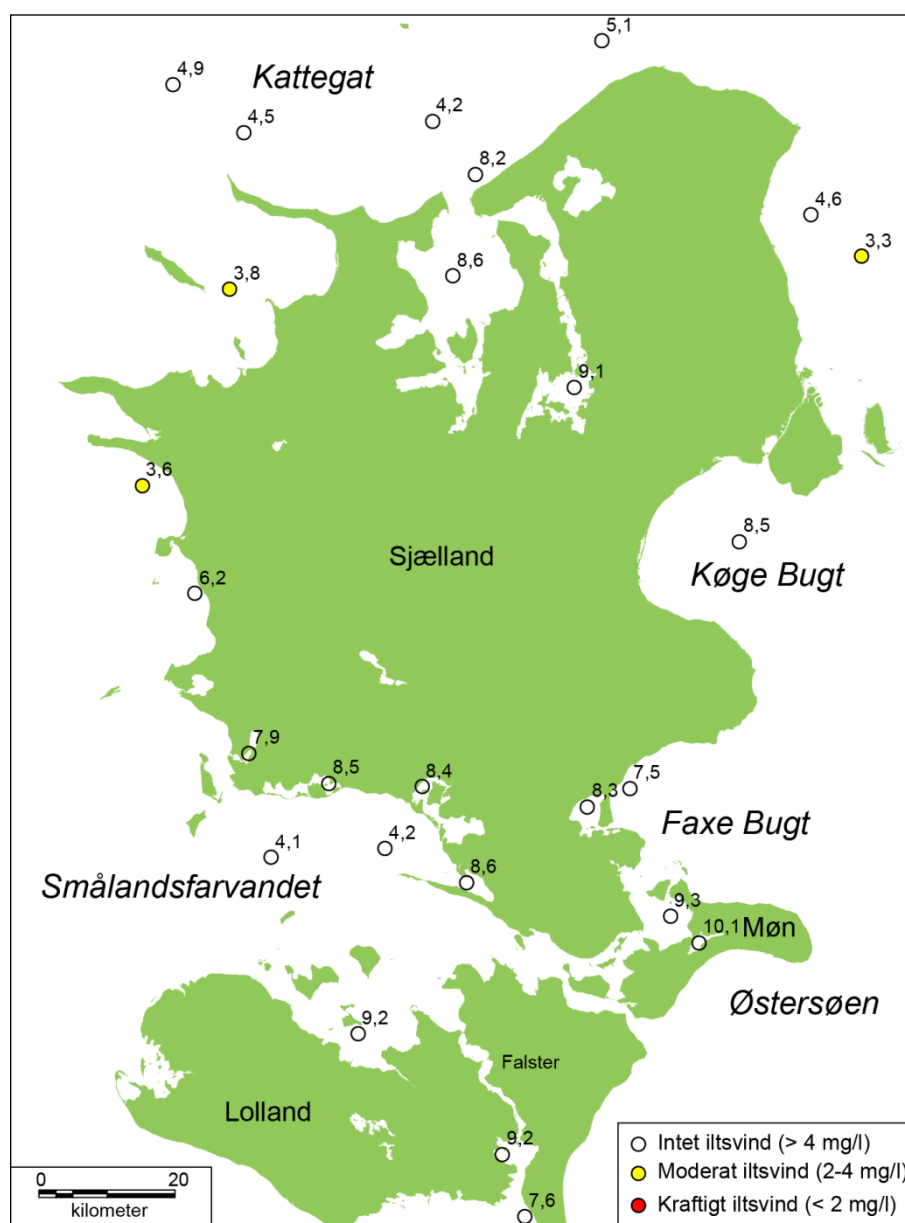 5,1
4,9
Kattegat
4,2
4,5
8,2
4,6
3,3
8,6
3,8
9,1
3,6
8,5
Sjælland
Køge Bugt
6,2
7,9
8,5
8,4
7,5
8,3
Faxe Bugt
4,1
4,2
Smålandsfarvandet
8,6
9,3
10,1
Møn
Østersøen
9,2
Falster
Lolland
9,2
7,6
0 20
kilometer
Intet iltsvind (> 4 mg/l)
Moderat iltsvind (2-4 mg/l)
Kraftigt iltsvind (< 2 mg/l)